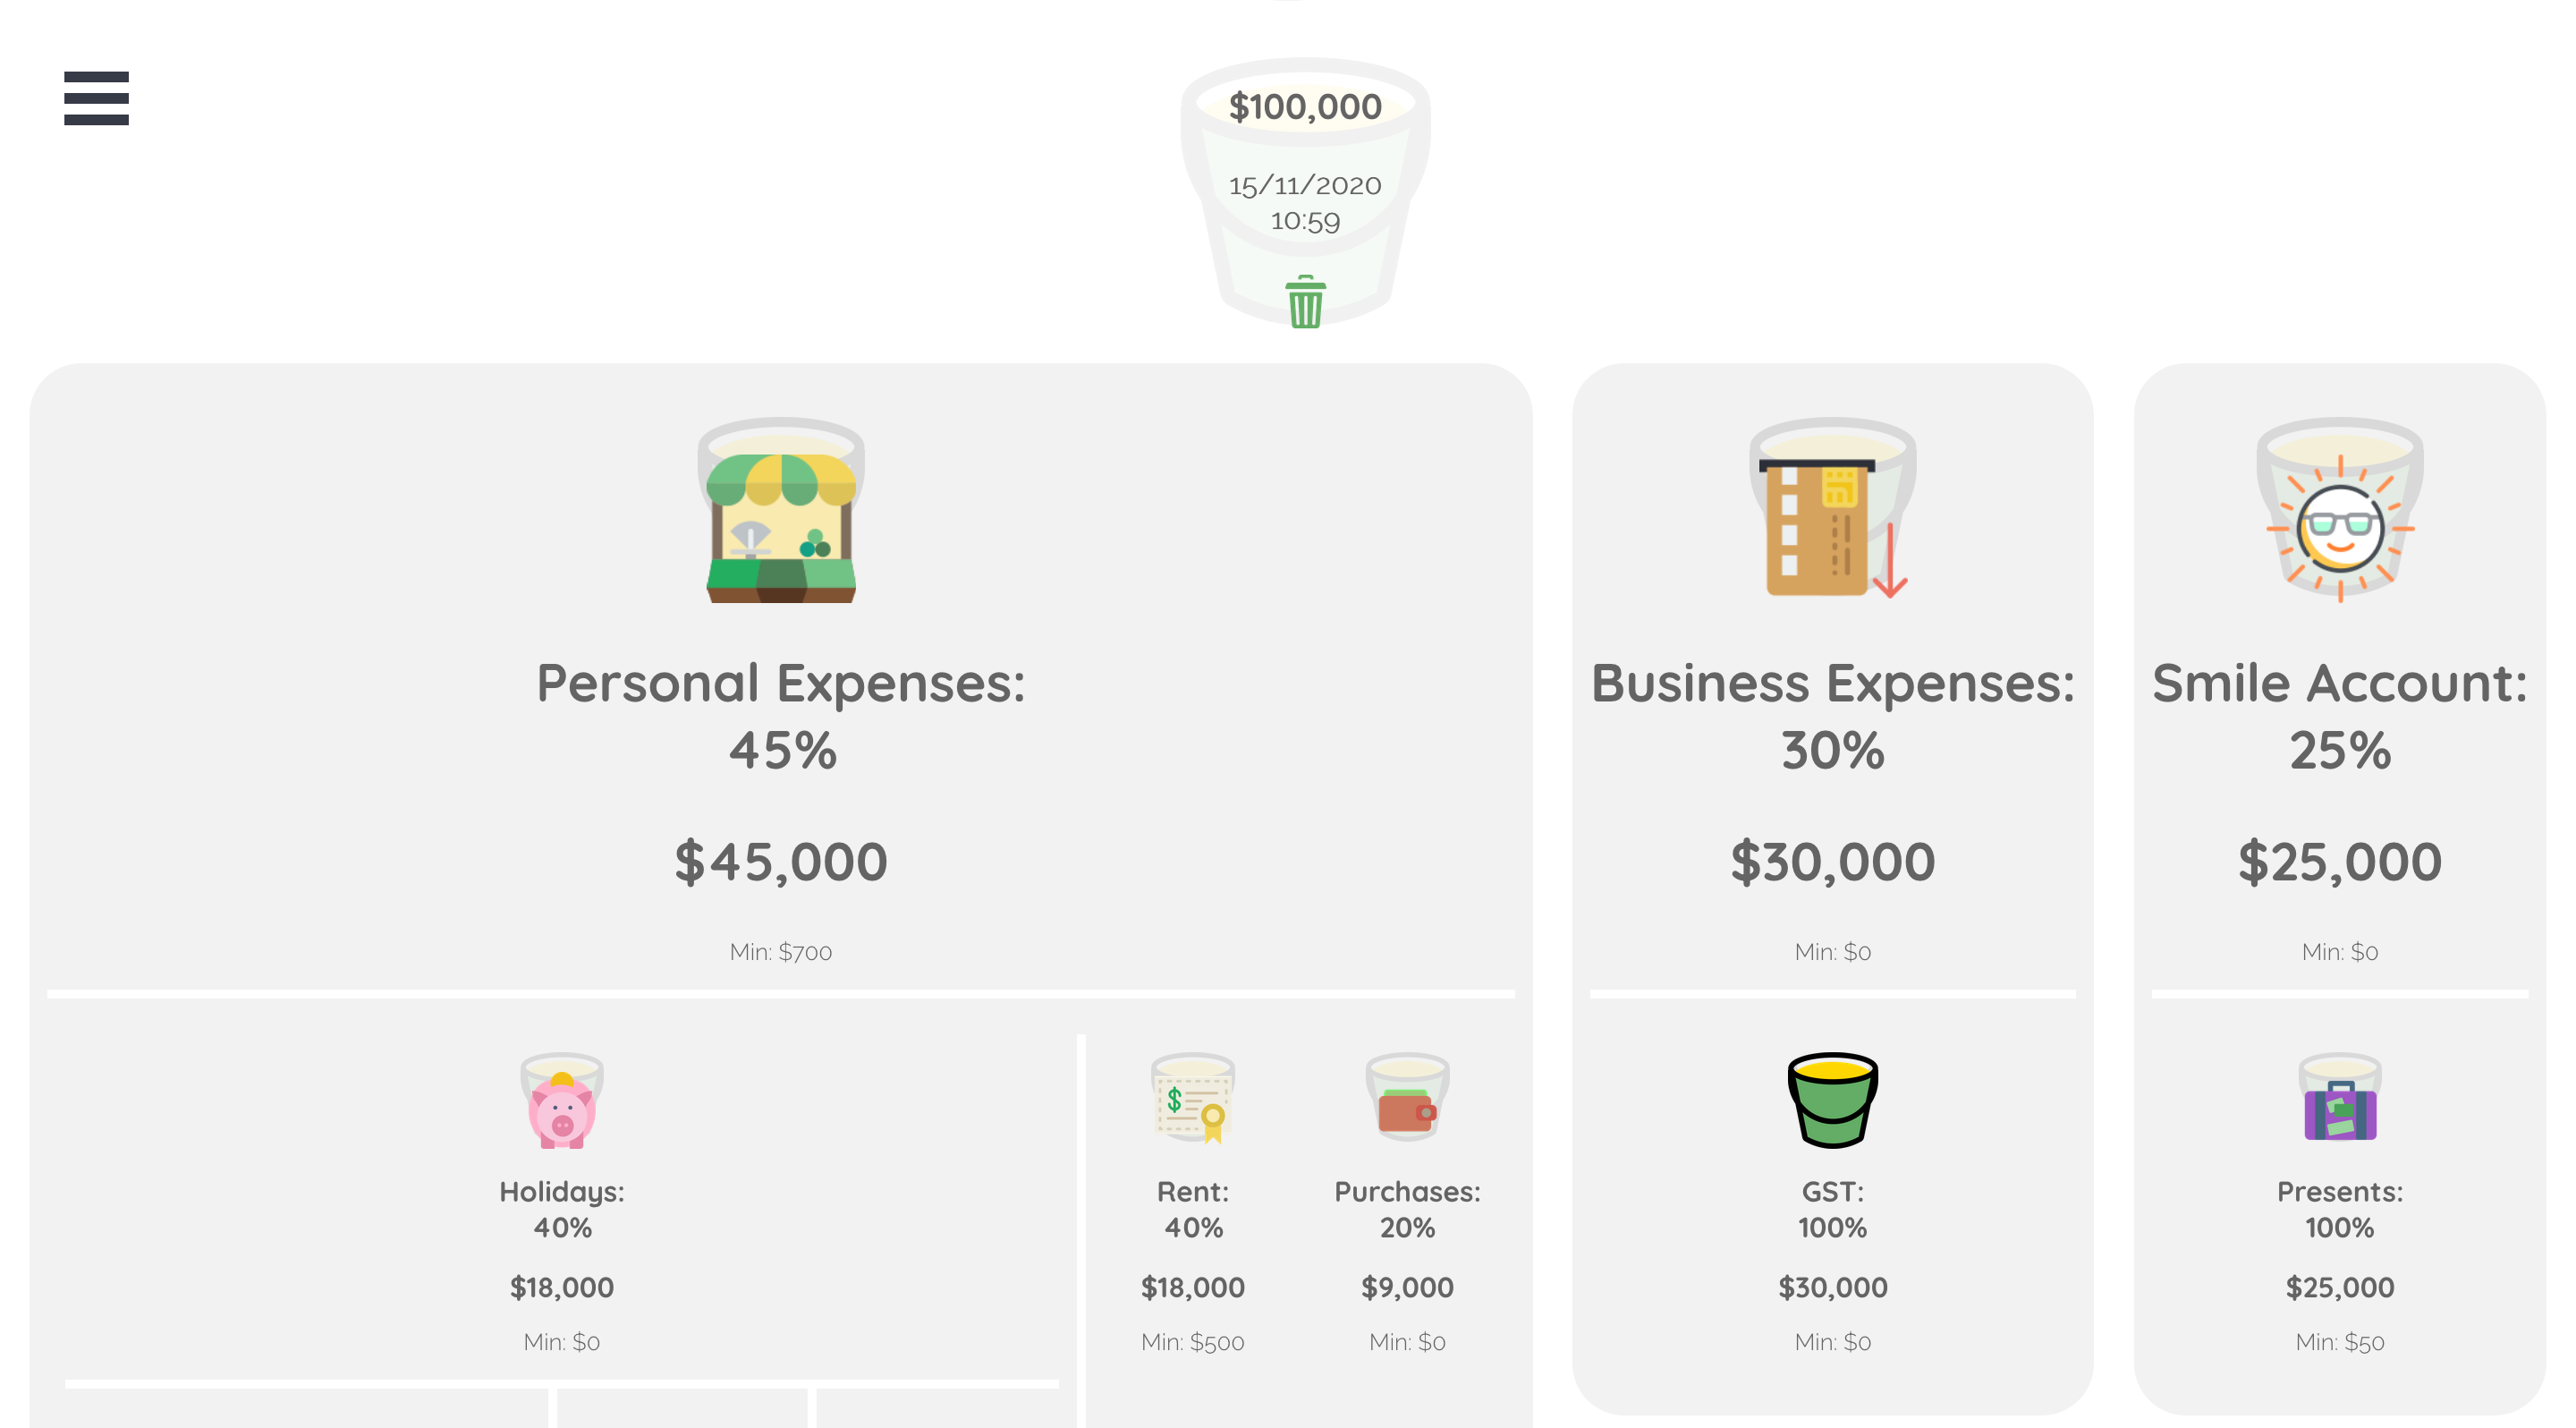 $100,000
15/11/2020
10:59
Personal Expenses:
45%
$45,000
Min: $700
Business Expenses:
30%
$30,000
Min: $0
Smile Account:
25%
$25,000
Min: $0
Holidays:
40%
$18,000
Min: $0
Rent:
40%
$18,000
Min: $500
Purchases:
20%
$9,000
Min: $0
GST:
100%
$30,000
Min: $0
Presents:
100%
$25,000
Min: $50